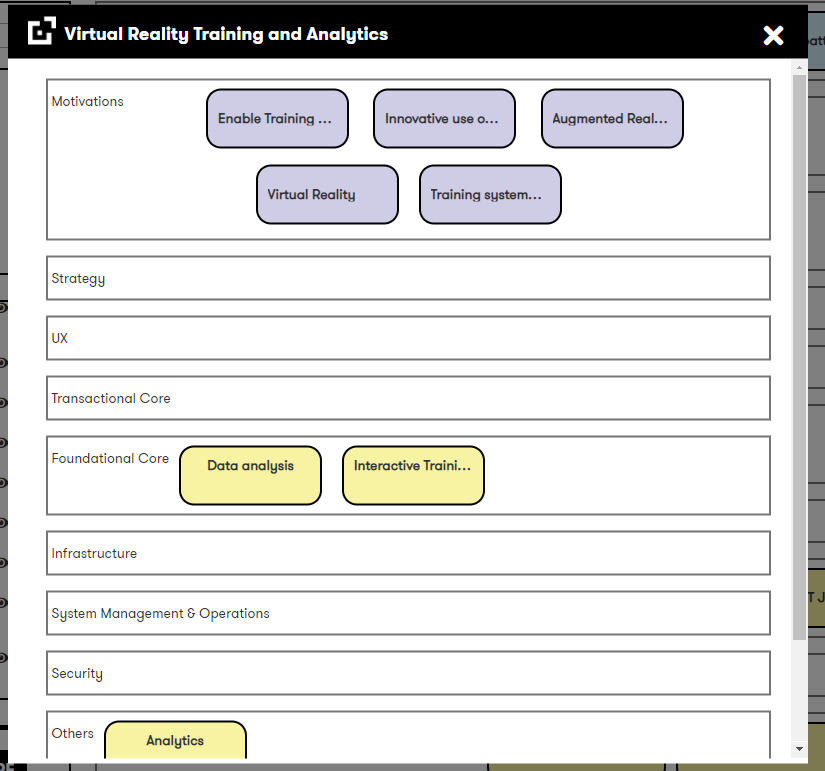 Virtual Reality Training and Analytics
Motivations
Enable Training ...
Innovative use o...
Augmented Real...
Virtual Reality
Training system...
Strategy
UX
Transactional Core
Foundational Core
Data analysis
Interactive Traini...
Infrastructure
System Management & Operations
Security
Others
Analytics